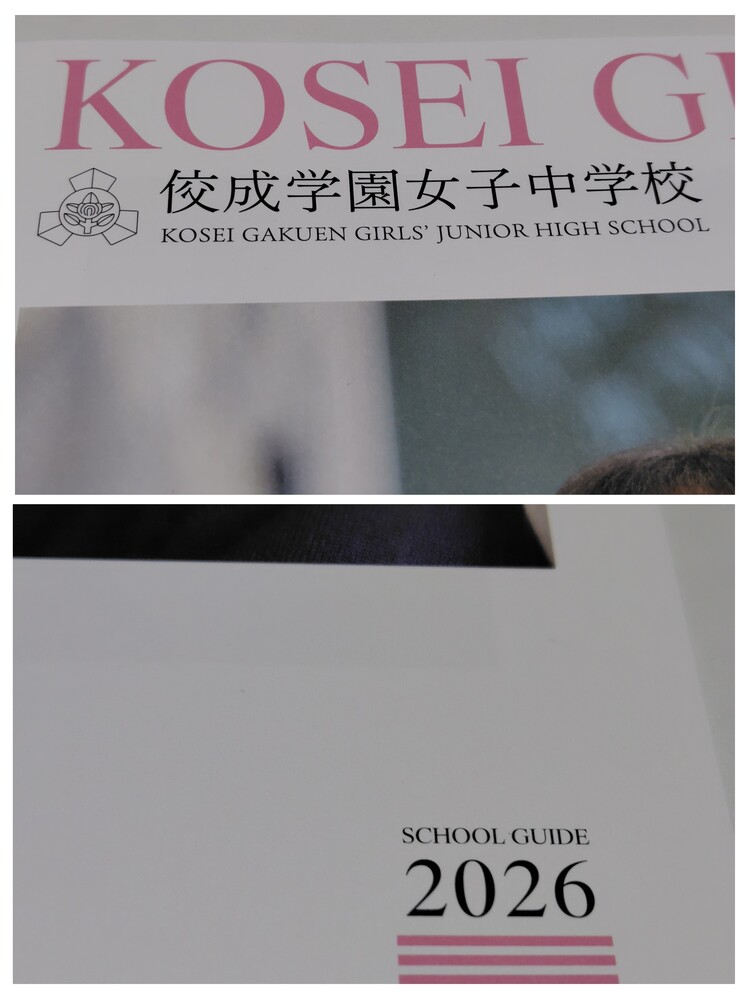 KOSEI GI
佼成学園女子中学校
KOSEI GAKUEN GIRLS' JUNIOR HIGH SCHOOL
SCHOOL GUIDE
2026